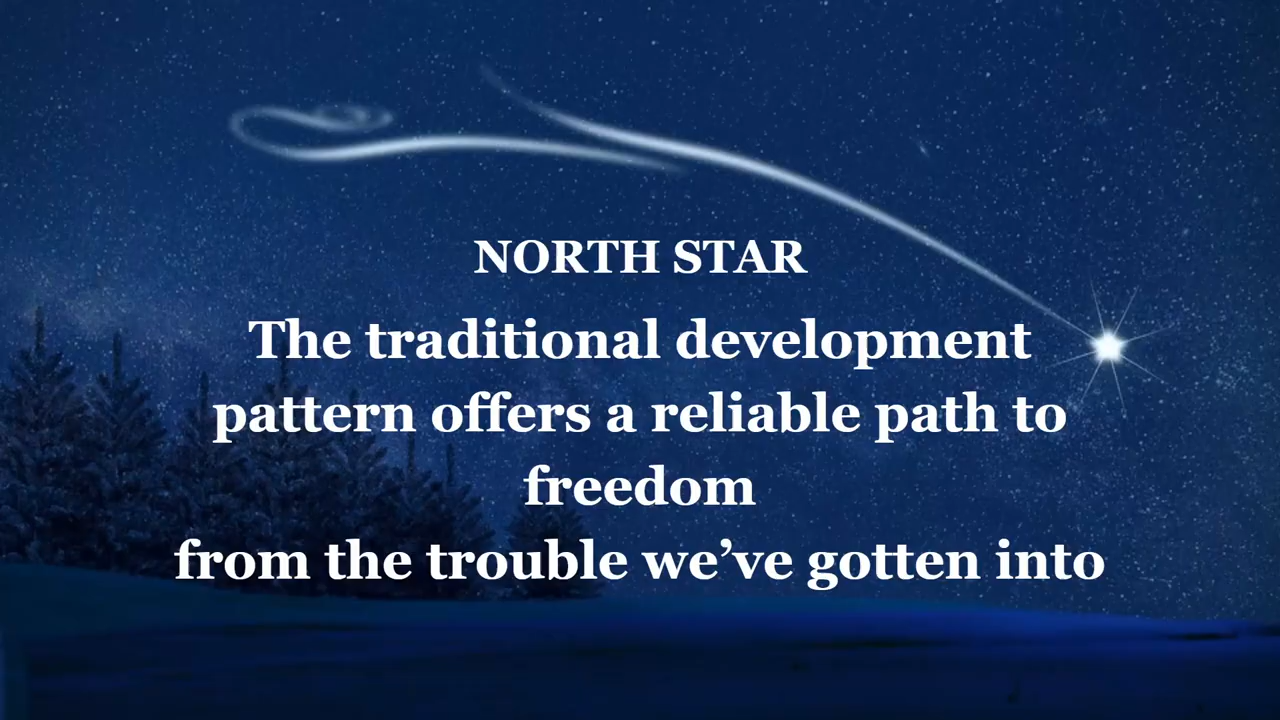 NORTH STAR
The traditional development
pattern offers a reliable path to
freedom
from the trouble we’ve gotten into